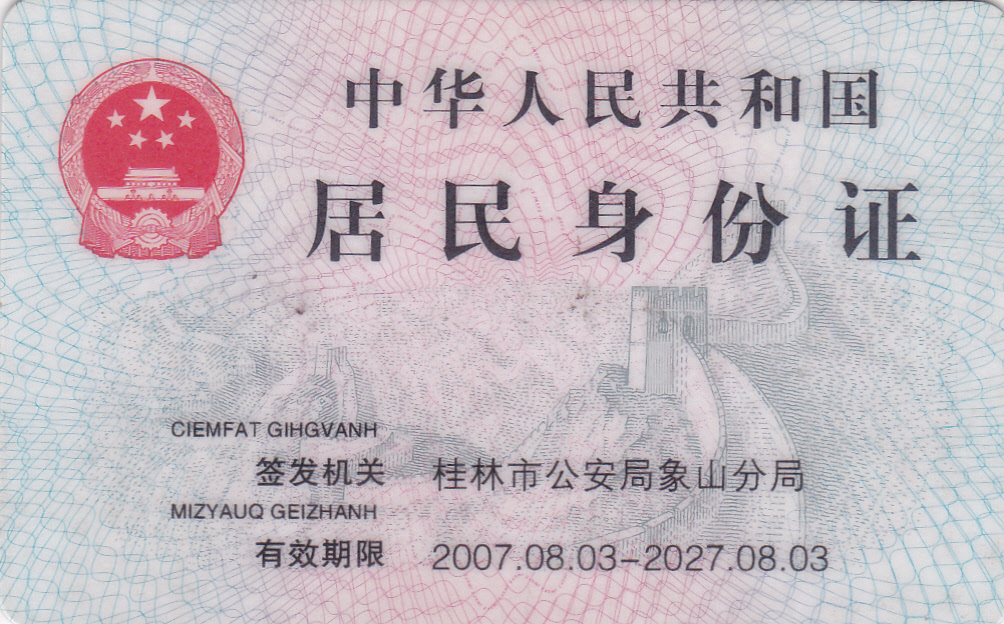 中华人民共和国
居民身份证
CIEMFAT GIHGVANH
签发机关 桂林市公安局象山分局
MIZYAUQ GEIZHANH
有效期限 2007.08.03-2027.08.03